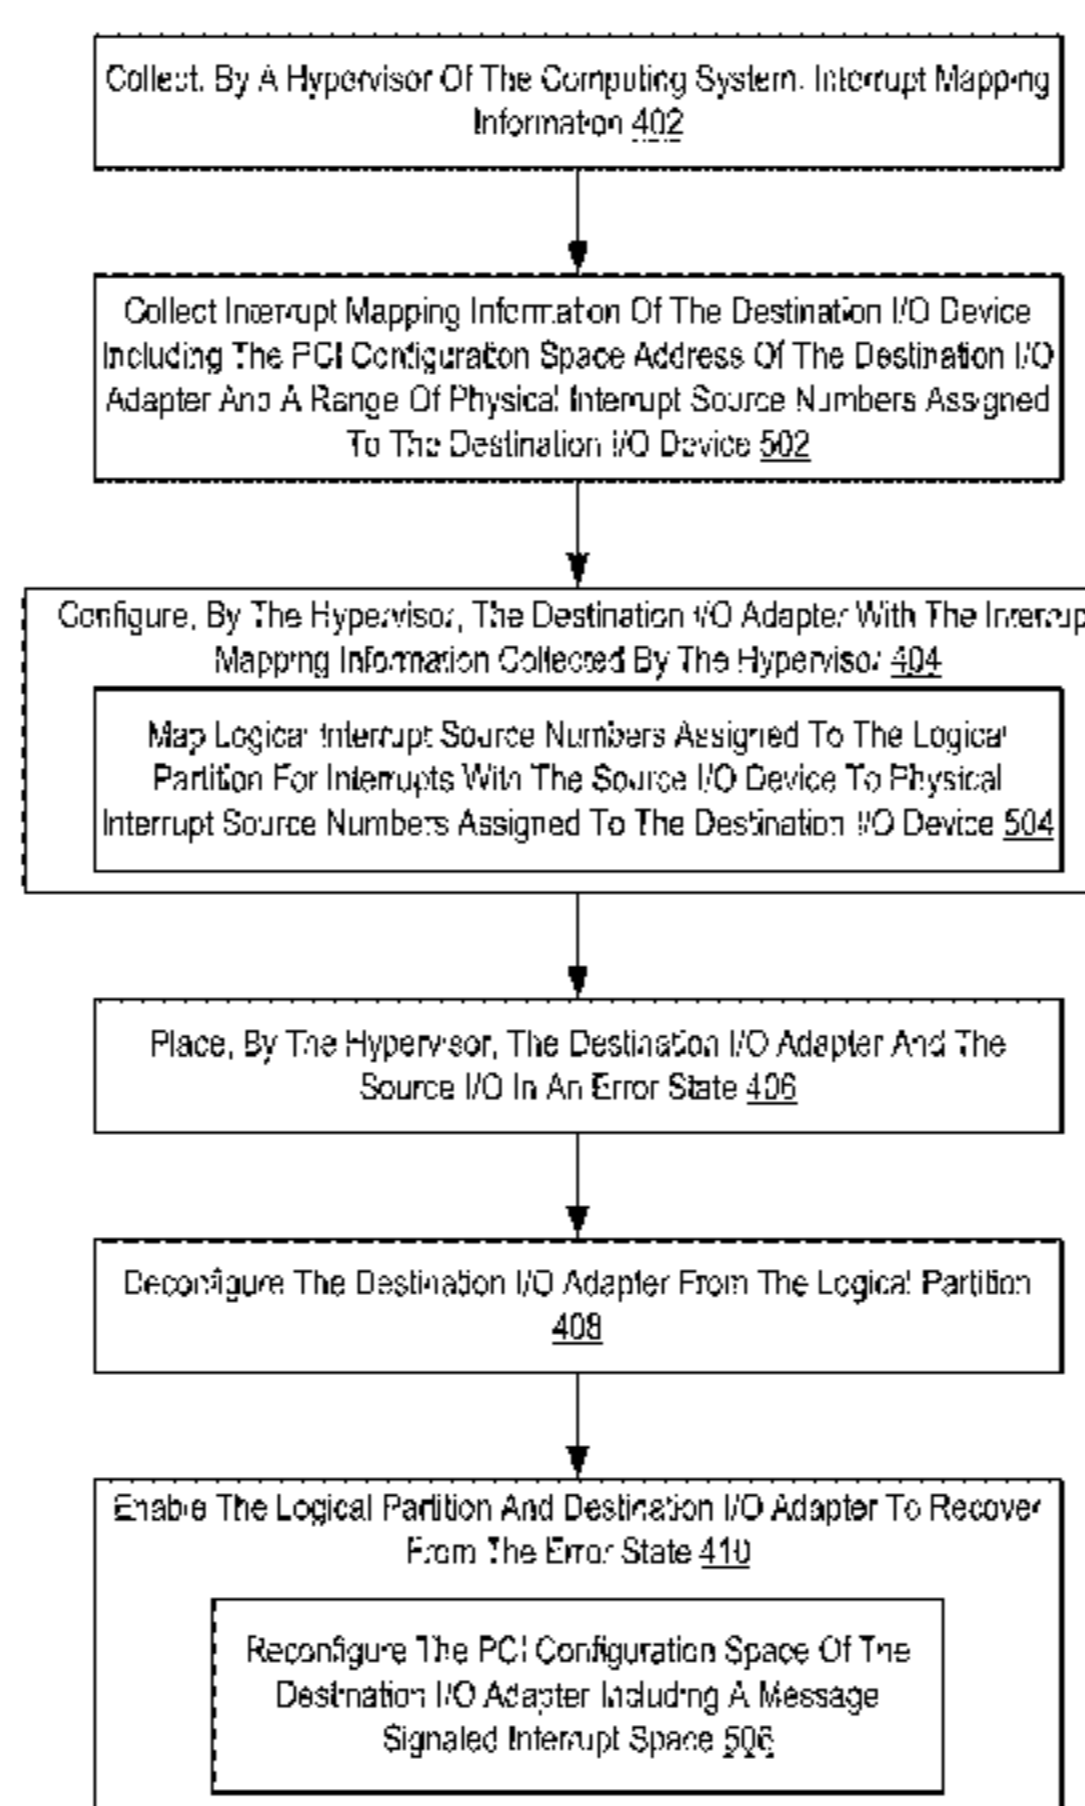 Collect, By A Hypervisor Of The Computing System, Interrupt Mapping
Information 402
Collect Interrupt Mapping Information Of The Destination I/O Device
Including The PCI Configuration Space Address Of The Destination I/O
Adapter And A Range Of Physical Interrupt Source Numbers Assigned
To The Destination I/O Device 502
Configure, By The Hypervisor, The Destination I/O Adapter With The Interrup
Mapping Information Collected By The Hypervisor 404
Map Logical Interrupt Source Numbers Assigned To The Logical
Partition For Interrupts With The Source I/O Device To Physical
Interrupt Source Numbers Assigned To The Destination I/O Device 504
Place, By The Hypervisor, The Destination I/O Adapter And The
Source I/O In An Error State 406
Deconfigure The Destination I/O Adapter From The Logical Partition
408
Enable The Logical Partition And Destination I/O Adapter To Recover
From The Error State 410
Reconfigure The PCI Configuration Space Of The
Destination I/O Adapter Including A Message
Signaled Interrupt Space 506